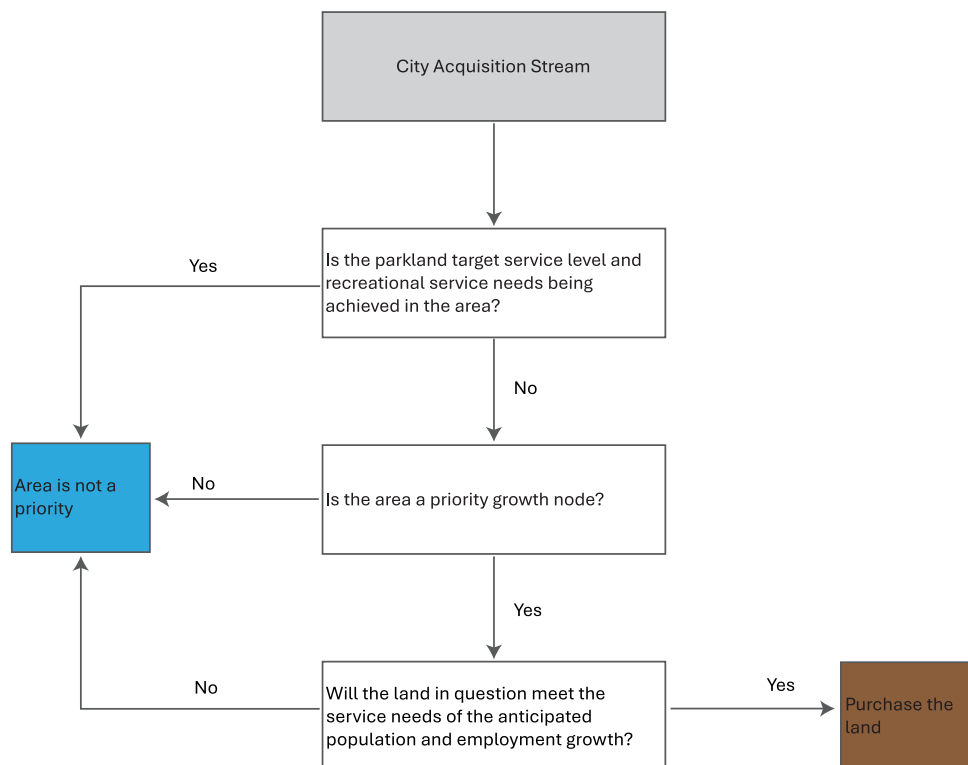 City Acquisition Stream
Is the parkland target service level and
recreational service needs being
achieved in the area?
Yes
No
Area is not a
priority
No
Is the area a priority growth node?
Yes
No
Will the land in question meet the
service needs of the anticipated
population and employment growth?
Yes
Purchase the
land